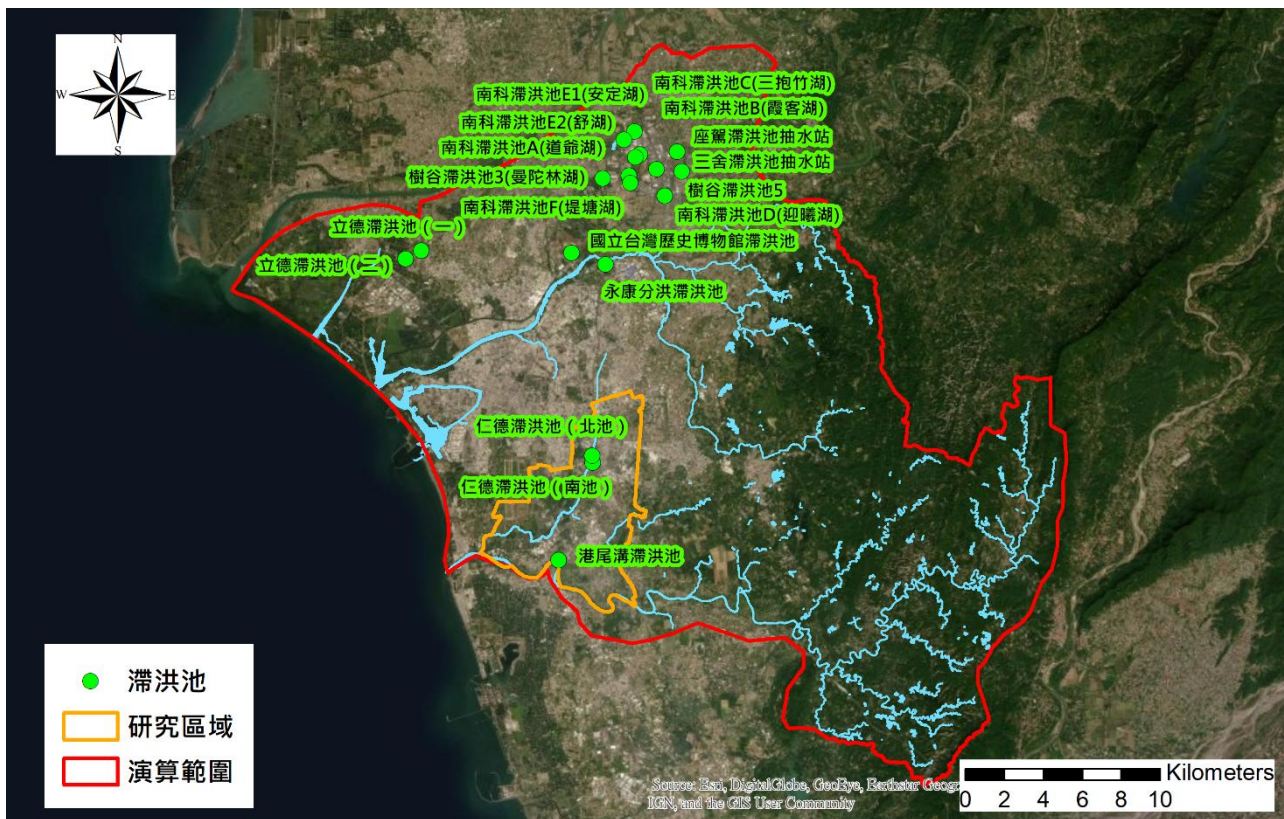 N
W
E
S
南科滯洪池C(三抱竹湖)
南科滯洪池E1(安定湖)
南科滯洪池B(霞客湖)
南科滯洪池E2(舒湖)
座駕滯洪池抽水站
南科滯洪池A(道爺湖)
三舍滯洪池抽水站
樹谷滯洪池3(曼陀林湖)
樹谷滯洪池5
南科滯洪池F(堤塘湖)
南科滯洪池D(迎曦湖)
立德滯洪池(一)
國立台灣歷史博物館滯洪池
立德滯洪池(三)
永康分洪滯洪池
仁德滯洪池(北池)
仁德滯洪池(南池)
港尾溝滯洪池
滯洪池
研究區域
演算範圍
Source: Esri, DigitalGlobe, GeoEye, Earthstar Geogr
IGN, and the GIS User Community
Kilometers
0 2 4 6 8 10